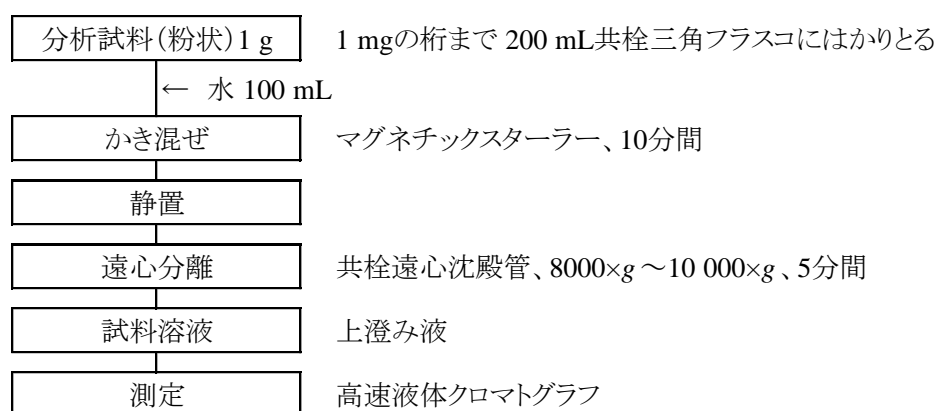 分析試料(粉状)1 g 1 mgの桁まで 200 mL共栓三角フラスコにはかりとる
← 水 100 mL
かき混ぜ マグネチックスターラー、10分間
静置
遠心分離 共栓遠心沈殿管、8000×g～10 000×g、5分間
試料溶液 上澄み液
測定 高速液体クロマトグラフ